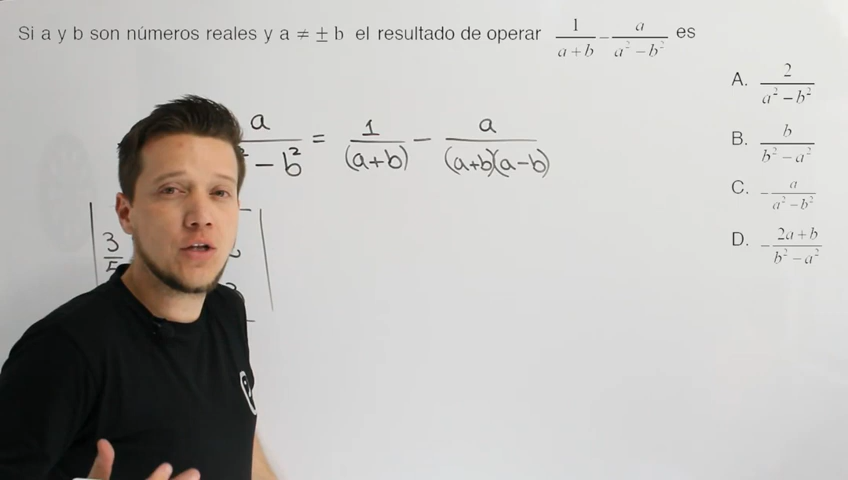 Si a y b son números reales y a ≠ ± b el resultado de operar 1/(a+b) − a/(a²−b²) es
A. 2/(a²−b²)
B. b/(b²−a²)
C. −a/(a²−b²)
D. −(2a+b)/(b²−a²)
a/(−b²) = 1/(a+b) − a/((a+b)(a−b))
3/5